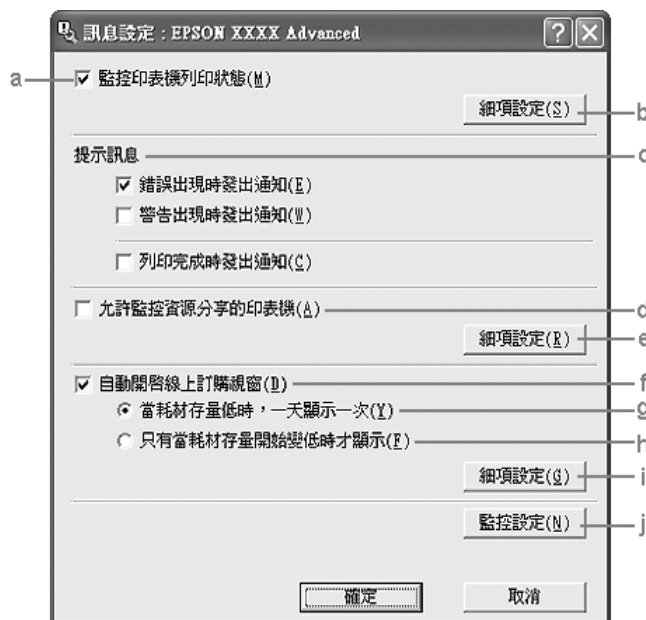 訊息設定：EPSON XXXX Advanced
a
監控印表機列印狀態(M)
細項設定(S)
b
提示訊息
c
錯誤出現時發出通知(E)
警告出現時發出通知(W)
列印完成時發出通知(C)
允許監控資源分享的印表機(A)
d
細項設定(R)
e
自動開啓線上訂購視窗(D)
f
當耗材存量低時，一天顯示一次(Y)
g
只有當耗材存量開始變低時才顯示(F)
h
細項設定(G)
i
監控設定(N)
j
確定
取消